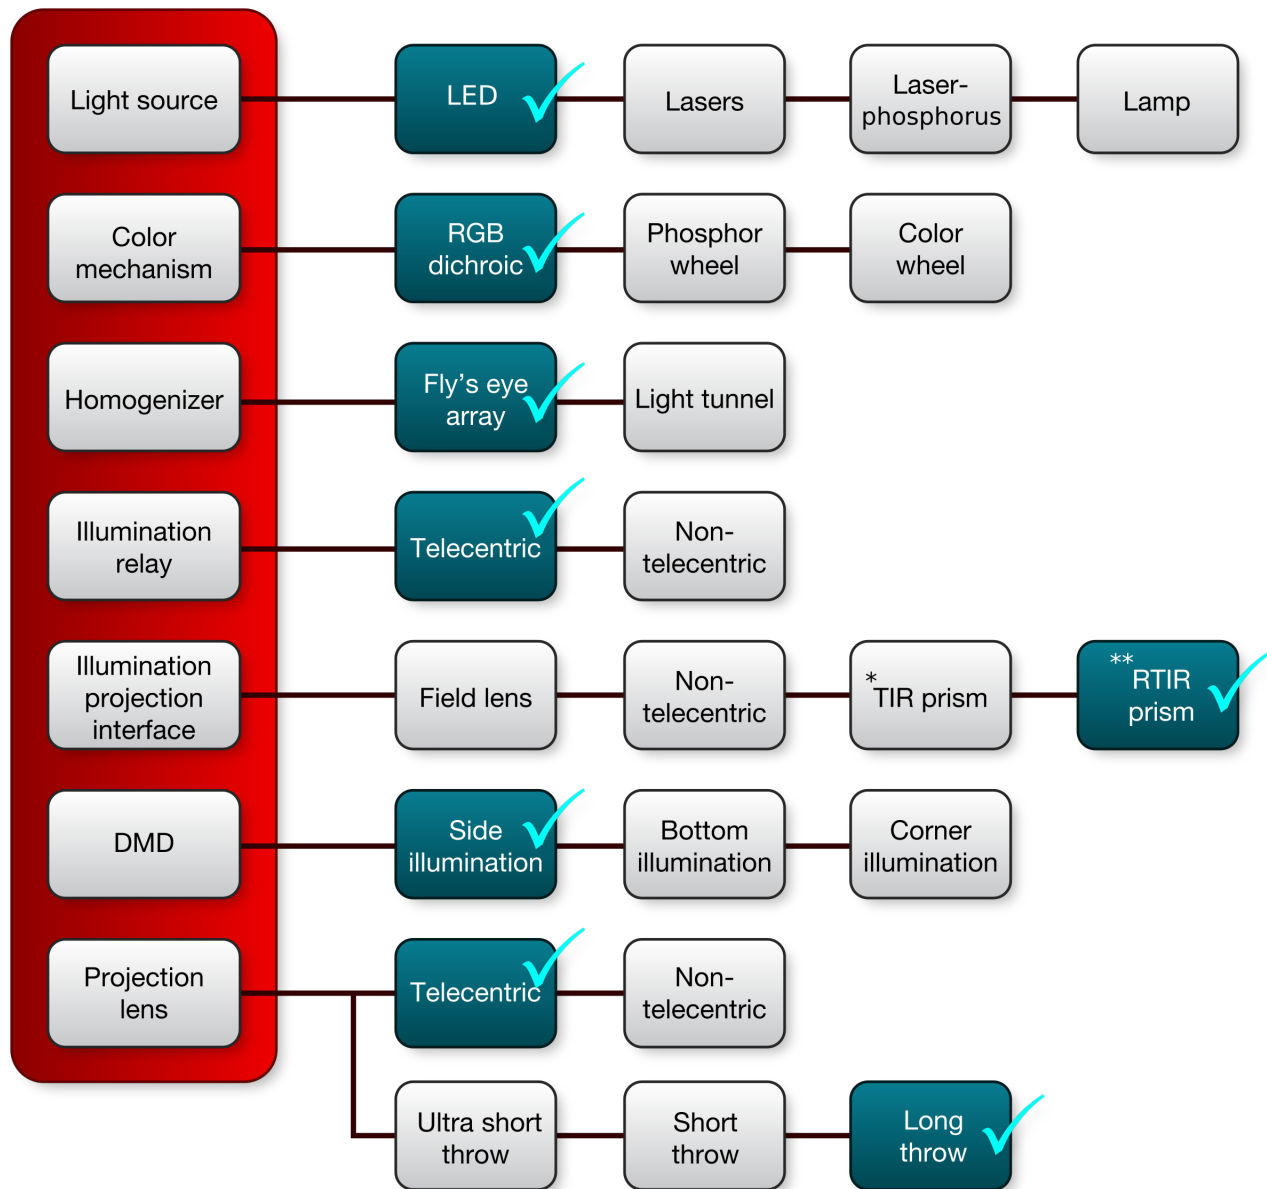 Light source
LED
Lasers
Laser-
phosphorus
Lamp
Color
mechanism
RGB
dichroic
Phosphor
wheel
Color
wheel
Homogenizer
Fly’s eye
array
Light tunnel
Illumination
relay
Telecentric
Non-
telecentric
Illumination
projection
interface
Field lens
Non-
telecentric
*TIR prism
**RTIR
prism
DMD
Side
illumination
Bottom
illumination
Corner
illumination
Projection
lens
Telecentric
Non-
telecentric
Ultra short
throw
Short
throw
Long
throw